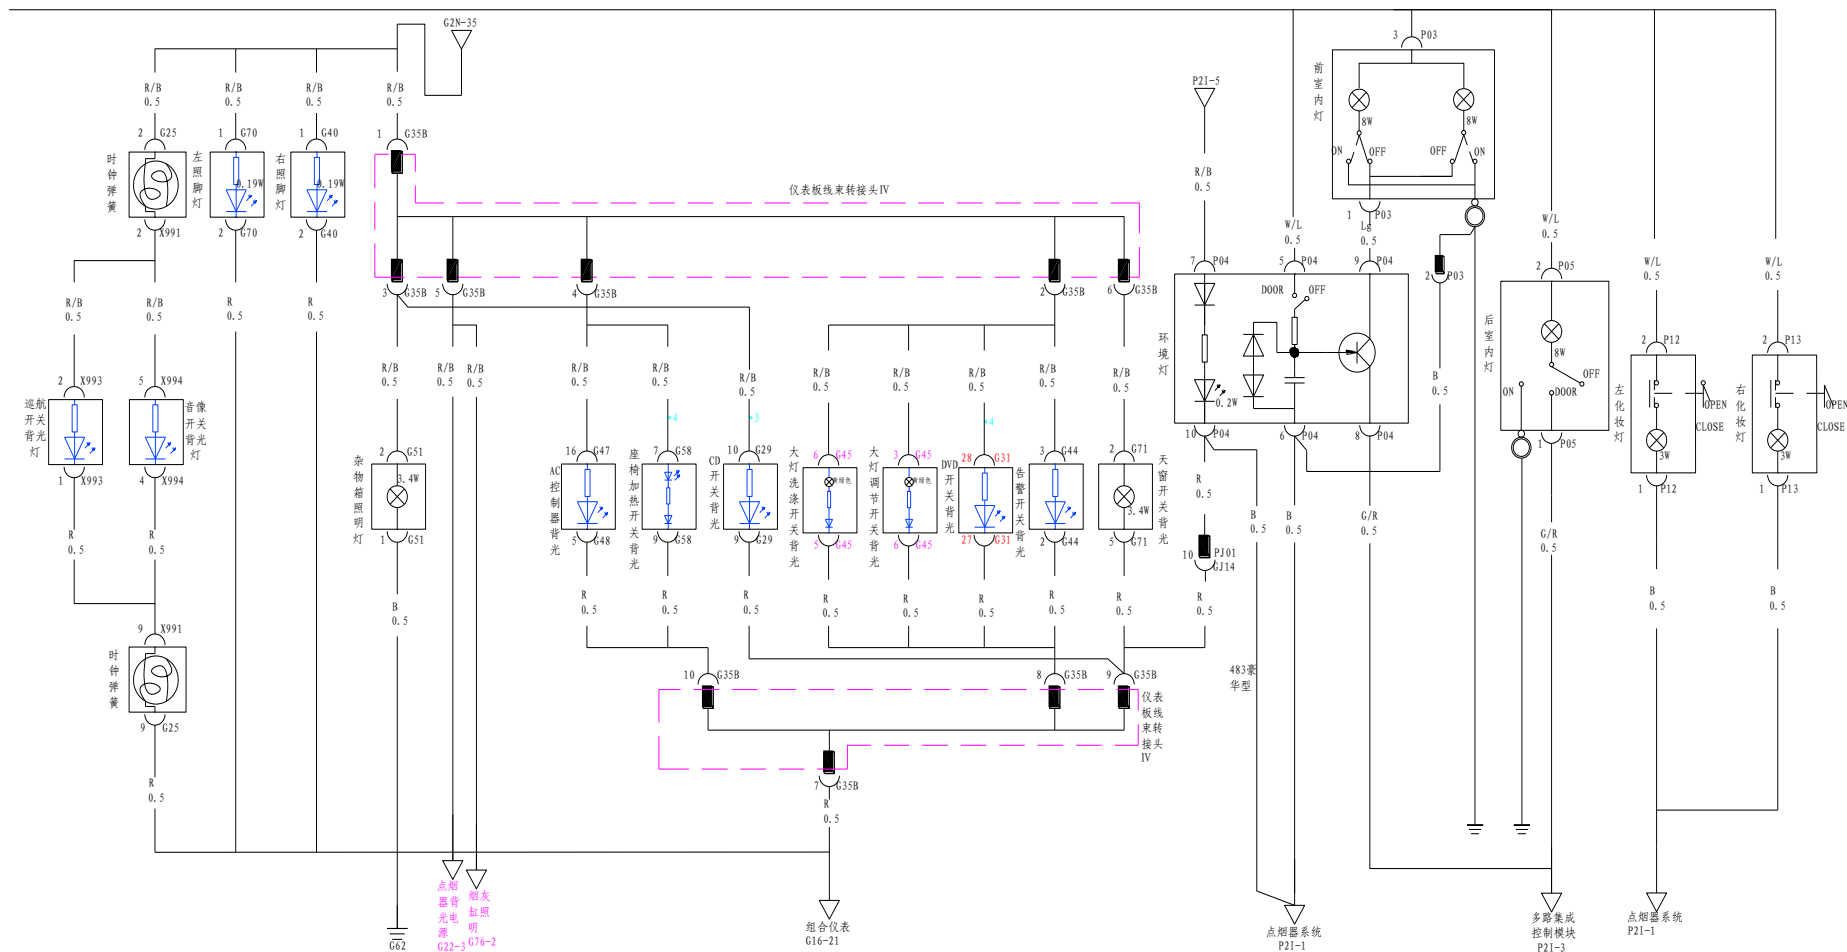 G2N-35
R/B
0.5
R/B
0.5
R/B
0.5
R/B
0.5
2 G25
1 G70
1 G40
1 G35B
时钟弹簧
左照脚灯
0.19W
右照脚灯
0.19W
2 X991
2 G70
2 G40
仪表板线束转接头IV
3 G35B
5 G35B
4 G35B
2 G35B
6 G35B
R/B
0.5
R/B
0.5
R
0.5
R
0.5
2 X993
5 X994
巡航开关背光灯
音像开关背光灯
1 X993
4 X994
R
0.5
R
0.5
9 X991
时钟弹簧
9 G25
R
0.5
R/B
0.5
R/B
0.5
R/B
0.5
R/B
0.5
R/B
0.5
R/B
0.5
R/B
0.5
R/B
0.5
R/B
0.5
R/B
0.5
R/B
0.5
*4
*3
*4
2 G51
16 G47
7 G58
10 G29
6 G45
3 G45
28 G31
3 G44
2 G71
杂物箱照明灯
3.4W
AC控制器背光
座椅加热开关背光
CD开关背光
大灯洗涤开关背光
黄绿色
大灯调节开关背光
黄绿色
DVD开关背光
告警开关背光
天窗开关背光
3.4W
1 G51
5 G48
9 G58
9 G29
5 G45
6 G45
27 G31
2 G44
5 G71
B
0.5
R
0.5
R
0.5
R
0.5
R
0.5
R
0.5
R
0.5
R
0.5
R
0.5
R
0.5
10 G35B
8 G35B
9 G35B
仪表板线束转接头IV
7 G35B
R
0.5
G62
点烟器背光电源
G22-3
烟灰缸照明
G76-2
组合仪表
G16-21
P2I-5
R/B
0.5
7 P04
5 P04
9 P04
W/L
0.5
Lg
0.5
环境灯
DOOR
OFF
0.2W
10 P04
6 P04
8 P04
R
0.5
10 PJ01
GJ14
B
0.5
B
0.5
G/R
0.5
483豪华型
点烟器系统
P2I-1
3 P03
前室内灯
8W
8W
ON
OFF
OFF
ON
1 P03
2 P03
B
0.5
W/L
0.5
2 P05
后室内灯
8W
ON
OFF
DOOR
1 P05
G/R
0.5
多路集成控制模块
P2I-3
W/L
0.5
W/L
0.5
2 P12
2 P13
左化妆灯
OPEN
CLOSE
3W
右化妆灯
OPEN
CLOSE
3W
1 P12
1 P13
B
0.5
B
0.5
点烟器系统
P2I-1